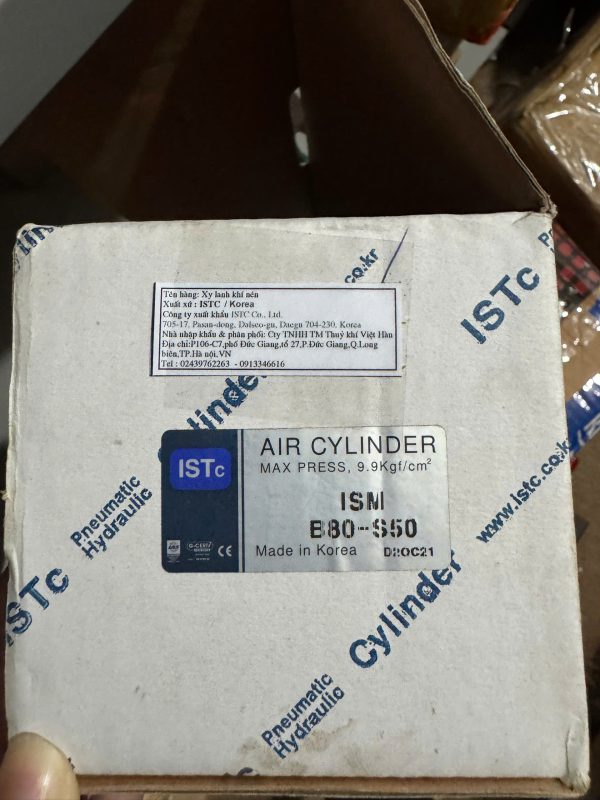 in
co.kr
ISTC
Tên hàng: Xy lanh khí nén
Xuất xứ : ISTC / Korea
Công ty xuất khẩu ISTC Co., Ltd.
705-17, Pasan-dong, Dalseo-gu, Daegu 704-230, Korea
Nhà nhập khẩu & phân phối: Cty TNHH TM Thuỷ khí Việt Hàn
Địa chỉ:P106-C7,phố Đức Giang,tổ 27,P.Đức Giang,Q.Long
biên,TP.Hà nội,VN
Tel : 02439762263 - 0913346616
Cylinder
ISTC
AIR CYLINDER
MAX PRESS, 9.9Kgf/cm²
ISM
B80-S50
Made in Korea
CE
Pneumatic
Hydraulic
www.istc.co.kr
ISTC
Cylinder
Pneumatic
Hydraulic